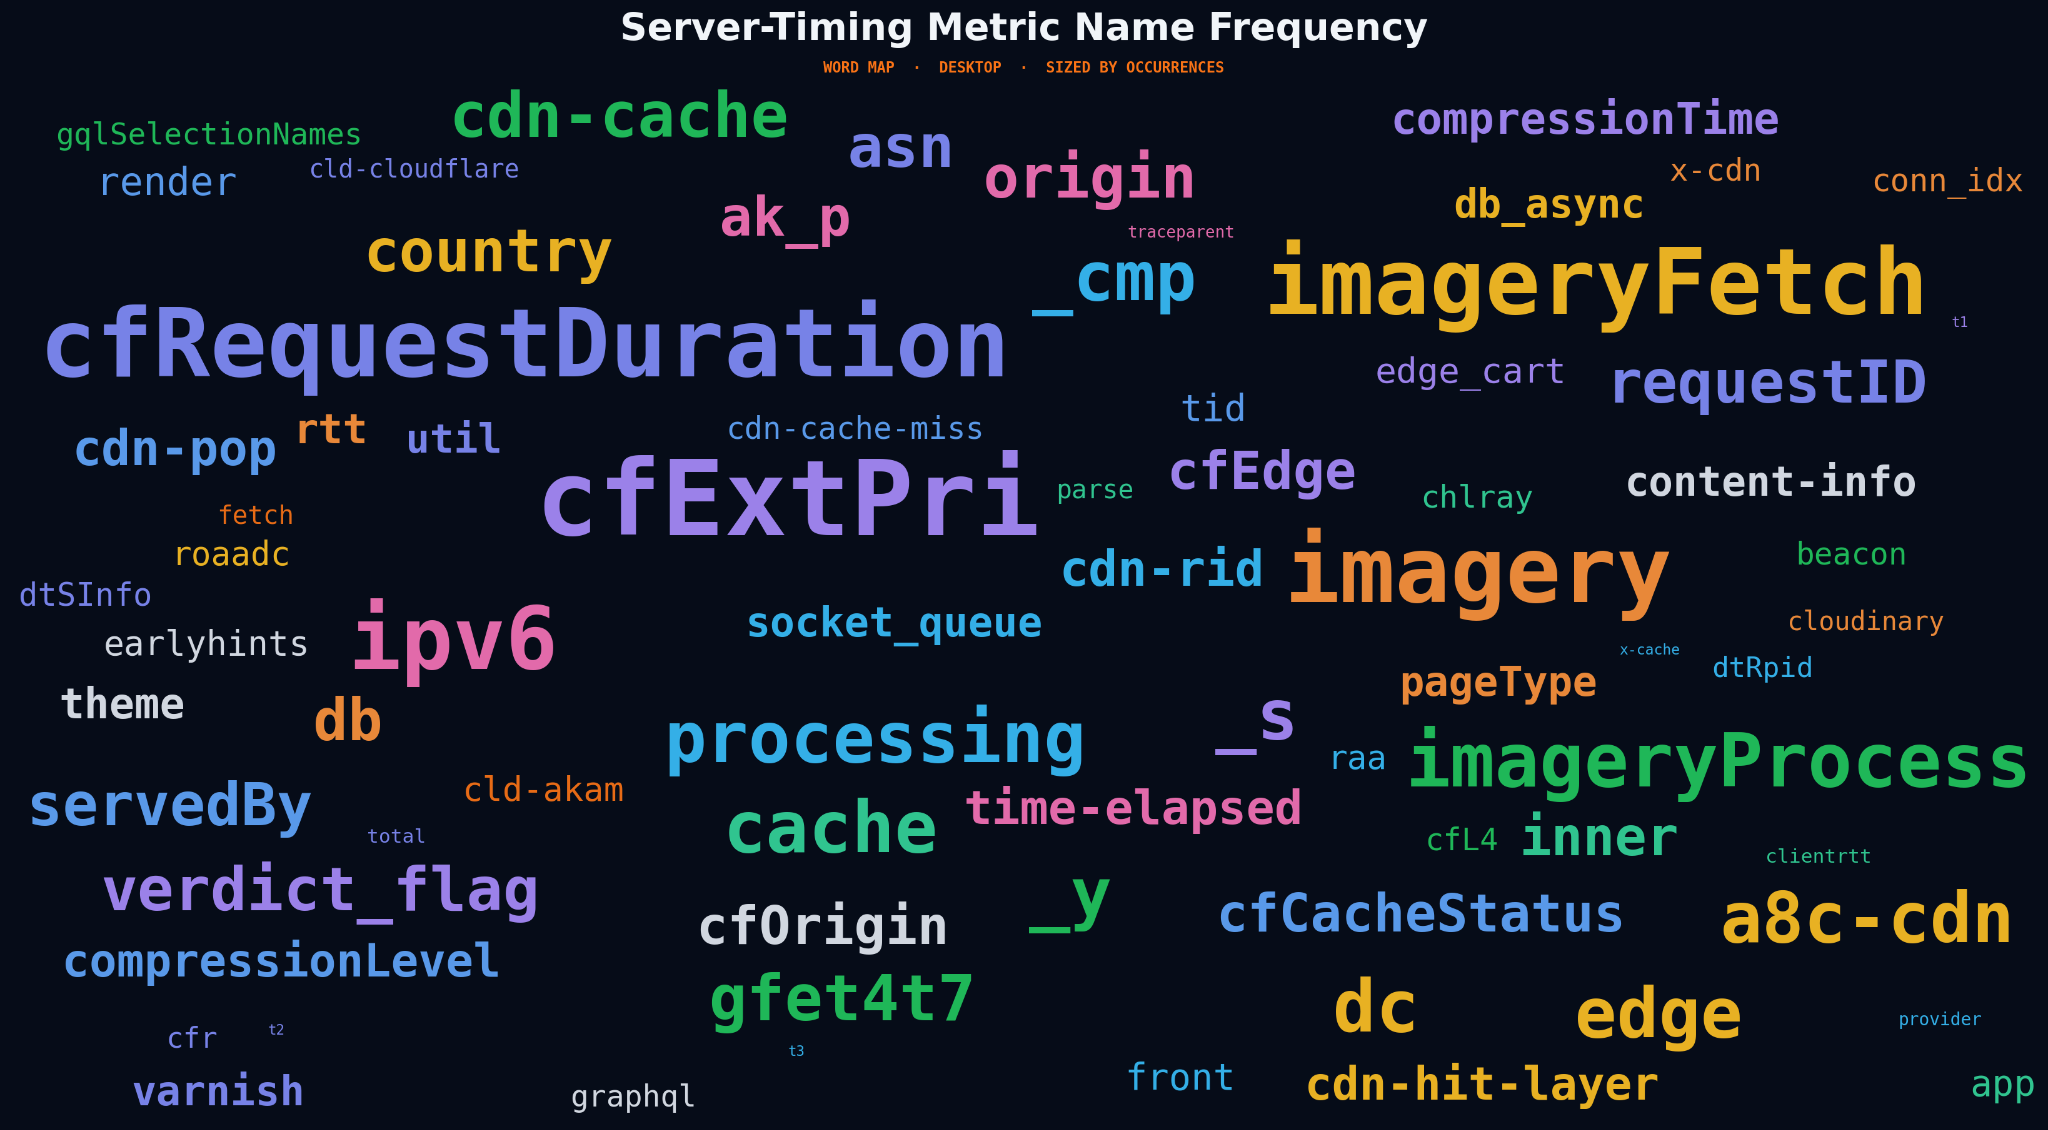 Server-Timing Metric Name Frequency
WORD MAP · DESKTOP · SIZED BY OCCURRENCES
cdn-cache
compressionTime
gqlSelectionNames
asn
cld-cloudflare
render
origin
x-cdn
conn_idx
db_async
ak_p
traceparent
country
_cmp
imageryFetch
t1
cfRequestDuration
edge_cart
requestID
tid
rtt
util
cdn-cache-miss
cdn-pop
cfEdge
content-info
cfExtPri
parse
chlray
fetch
roaadc
cdn-rid
imagery
beacon
dtSInfo
socket_queue
cloudinary
earlyhints
ipv6
x-cache
dtRpid
pageType
theme
db
processing
_s
raa
imageryProcess
cld-akam
servedBy
time-elapsed
total
cache
cfL4
inner
clientrtt
verdict_flag
_y
cfOrigin
cfCacheStatus
a8c-cdn
compressionLevel
gfet4t7
dc
edge
provider
cfr
t2
t3
front
cdn-hit-layer
app
varnish
graphql